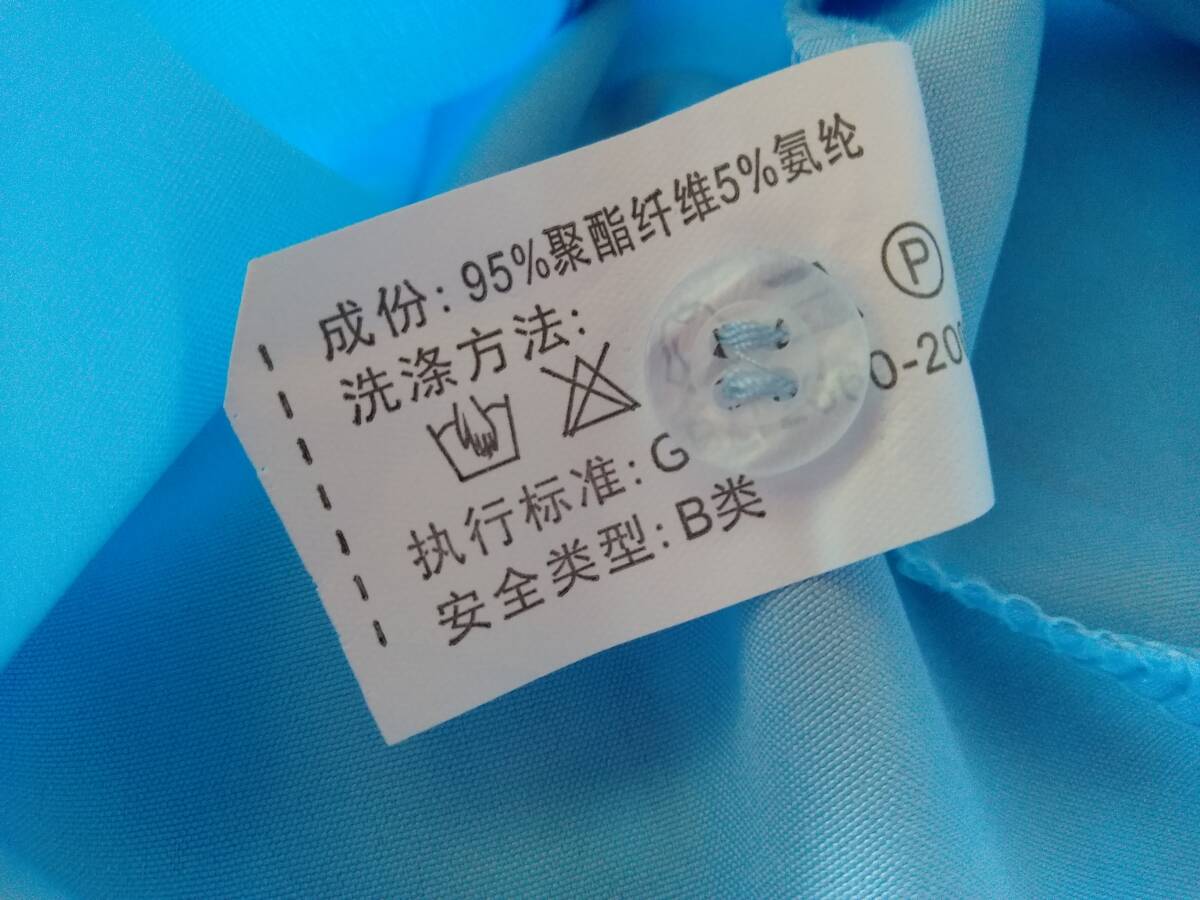 成份: 95%聚酯纤维5%氨纶
洗涤方法:
P
执行标准: G 0-20
安全类型: B类